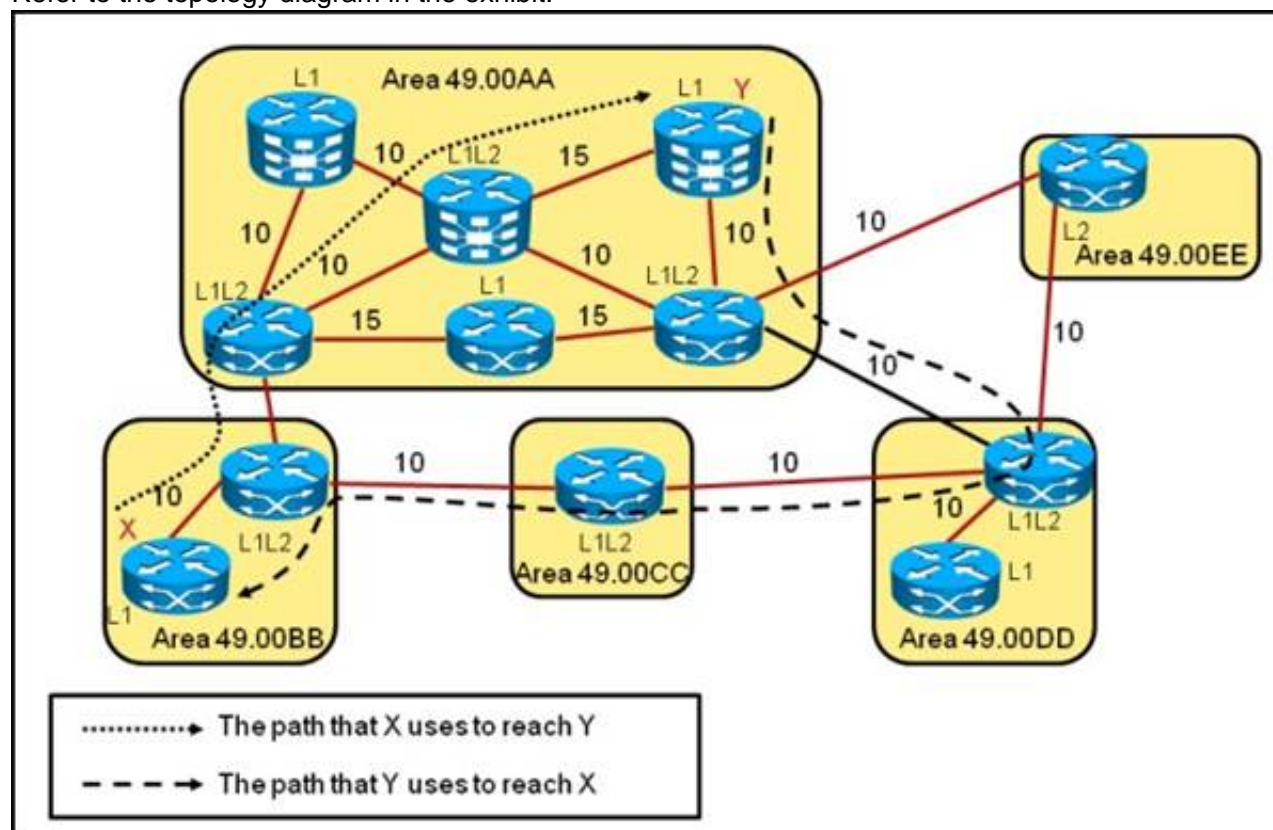 Refer to the topology diagram in the exhibit.
L1
Area 49.00AA
L1
Y
10
L1L2
15
10
10
10
10
L1L2
15
L1
15
L1L2
10
L2
Area 49.00EE
10
10
10
X
L1L2
L1
Area 49.00BB
10
L1L2
Area 49.00CC
10
10
L1L2
L1
Area 49.00DD
The path that X uses to reach Y
The path that Y uses to reach X